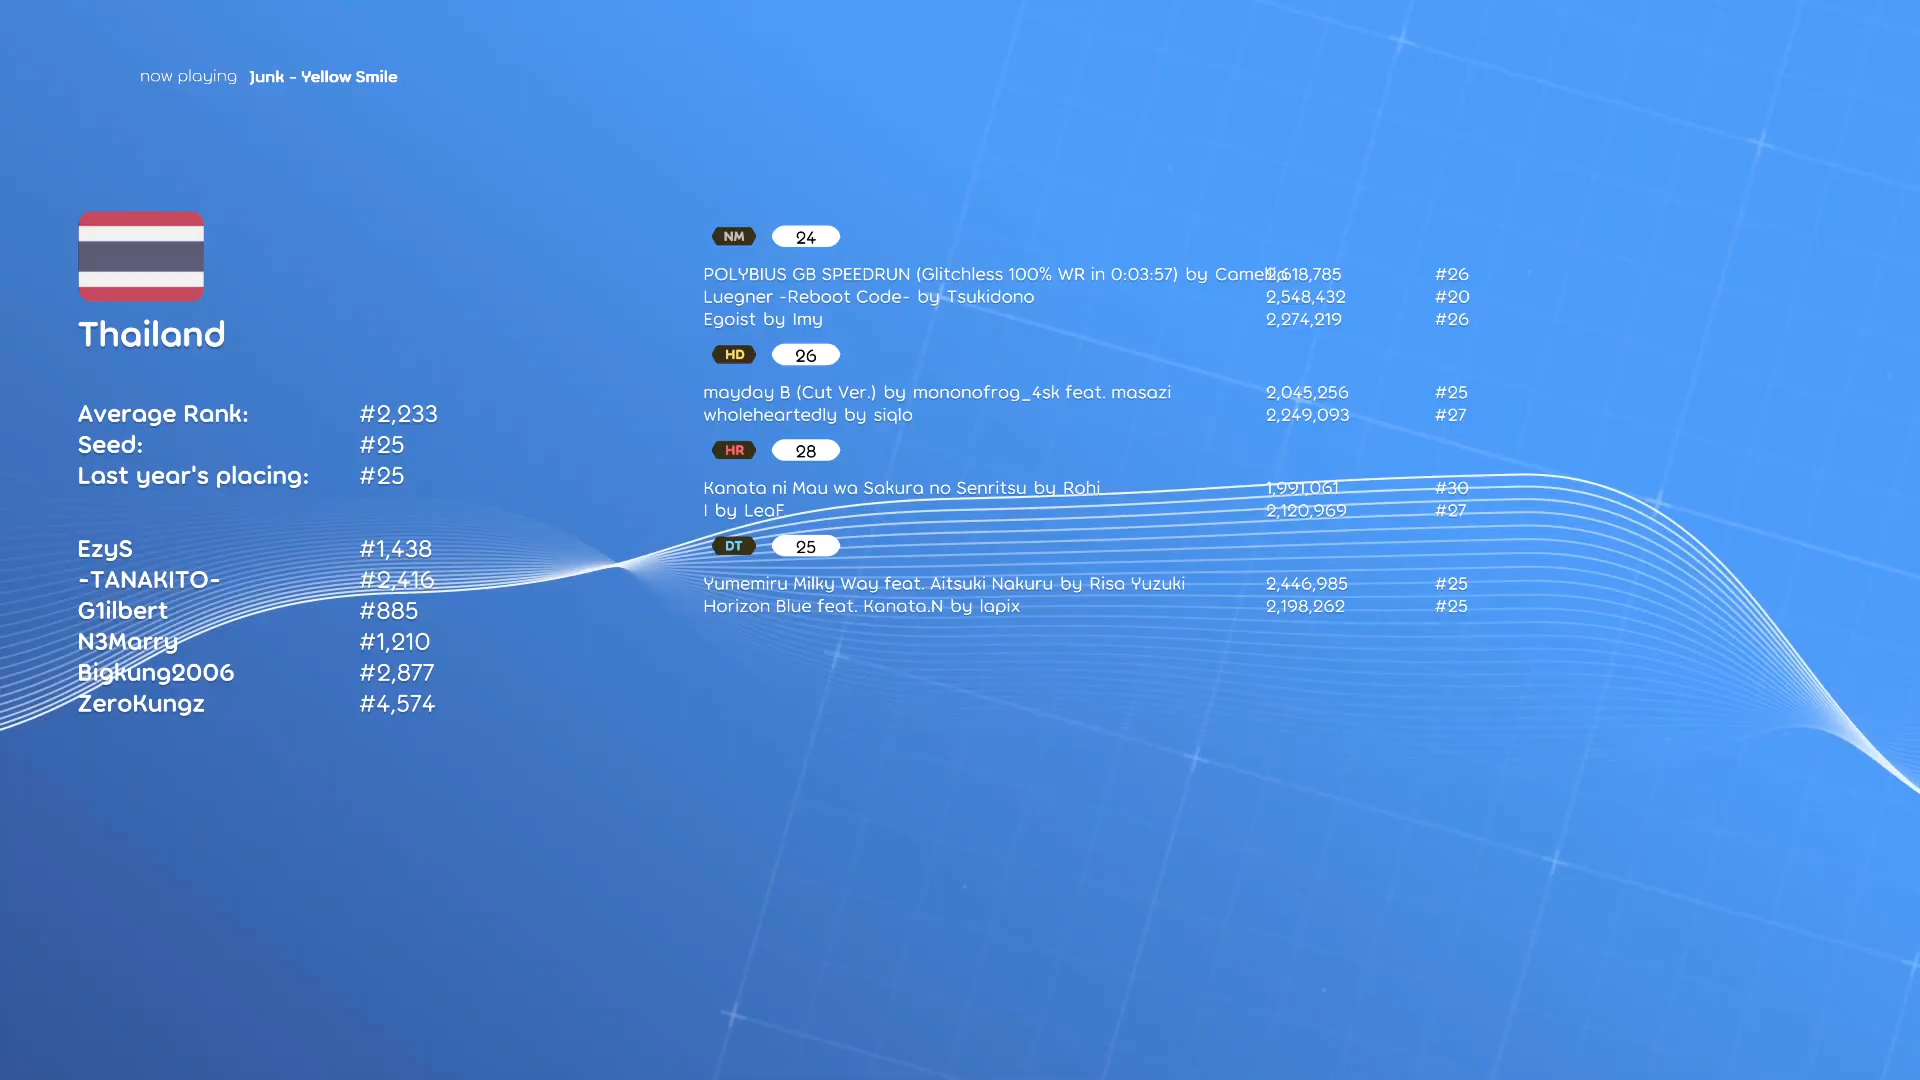 now playing Junk - Yellow Smile
Thailand
Average Rank: #2,233
Seed: #25
Last year's placing: #25
EzyS #1,438
-TANAKITO- #2,416
G1ilbert #885
N3Marry #1,210
Bigkung2006 #2,877
ZeroKungz #4,574
NM 24
POLYBIUS GB SPEEDRUN (Glitchless 100% WR in 0:03:57) by Camellia 2,618,785 #26
Luegner -Reboot Code- by Tsukidono 2,548,432 #20
Egoist by Imy 2,274,219 #26
HD 26
mayday B (Cut Ver.) by mononofrog_4sk feat. masazi 2,045,256 #25
wholeheartedly by siqlo 2,249,093 #27
HR 28
Kanata ni Mau wa Sakura no Senritsu by Rohi 1,991,061 #30
I by LeaF 2,120,969 #27
DT 25
Yumemiru Milky Way feat. Aitsuki Nakuru by Risa Yuzuki 2,446,985 #25
Horizon Blue feat. Kanata.N by lapix 2,198,262 #25